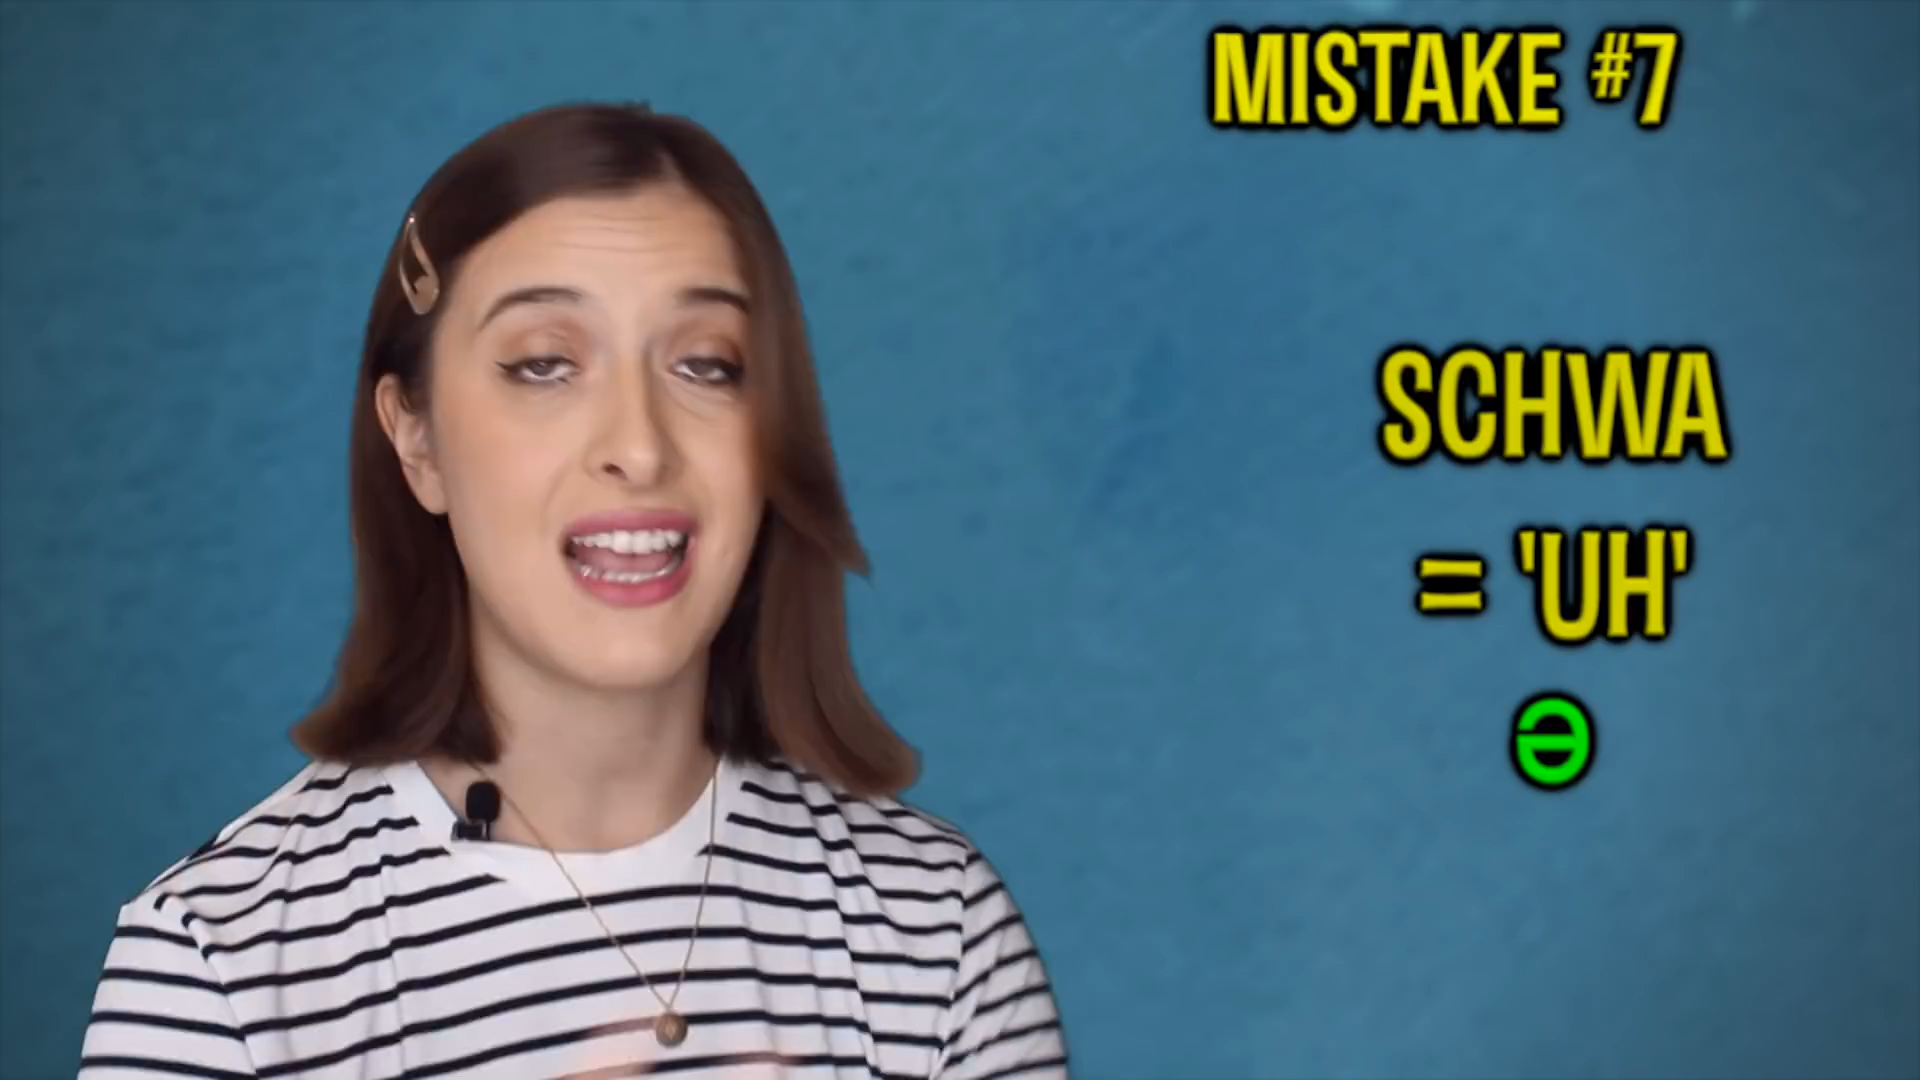 MISTAKE #7
SCHWA
= 'UH'
ə